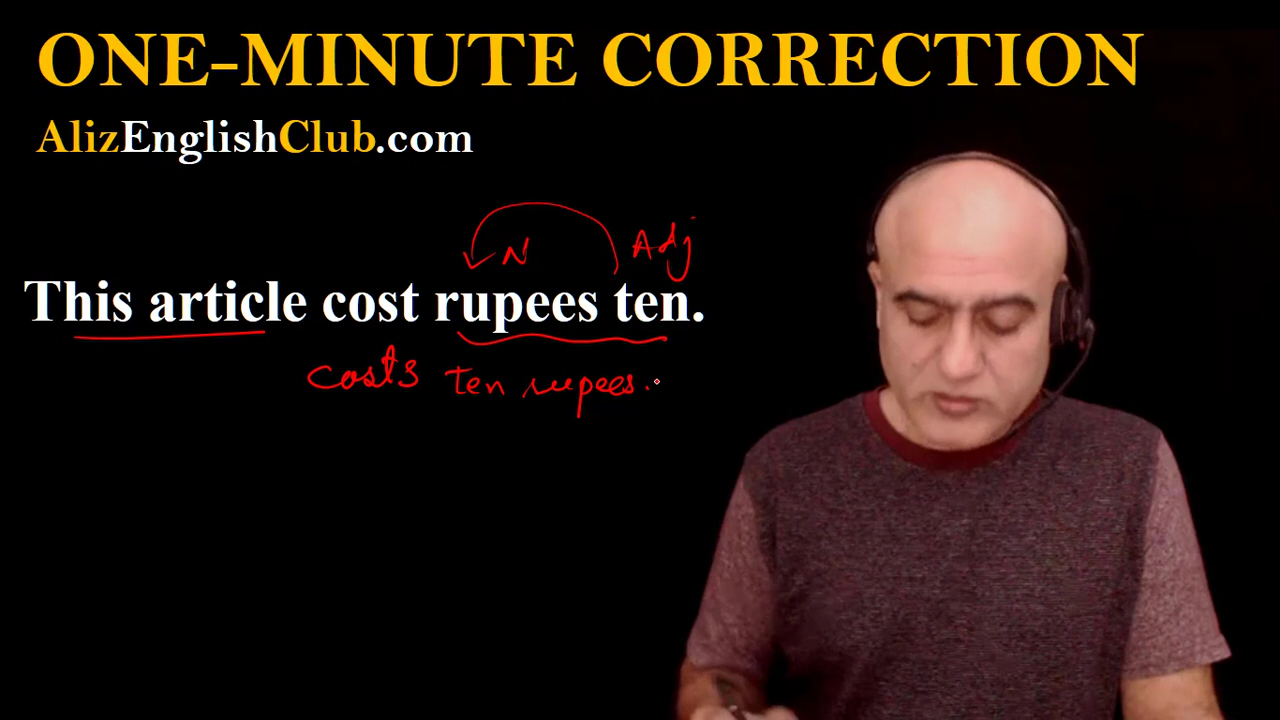 ONE-MINUTE CORRECTION
AlizEnglishClub.com
N Adj
This article cost rupees ten.
costs ten rupees.